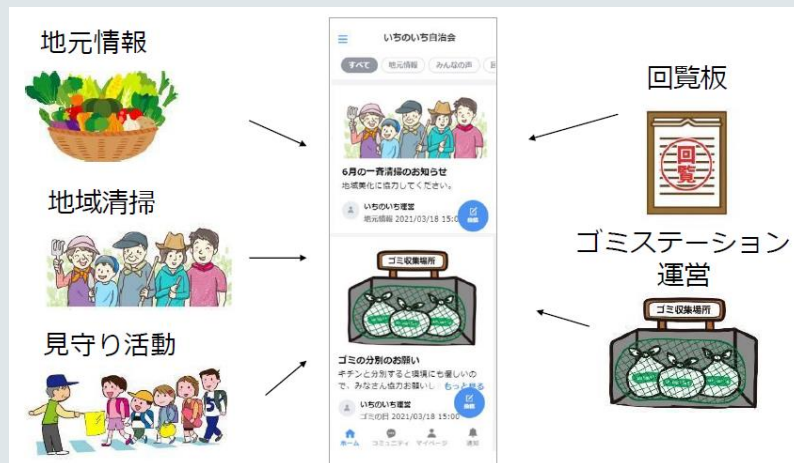 地元情報
地域清掃
見守り活動
いちのいち自治会
すべて 地元情報 みんなの声
6月の一斉清掃のお知らせ
地域美化に協力してください。
いちのいち運営
地元情報 2021/03/18 15:00
ゴミ収集場所
ゴミの分別のお願い
キチンと分別すると環境にも優しいの
で、みなさん協力お願いし もっと見る
いちのいち運営
ゴミの日 2021/03/18 15:00
ホーム コミュニティ マイページ 通知
回覧板
回覧
ゴミステーション
運営
ゴミ収集場所